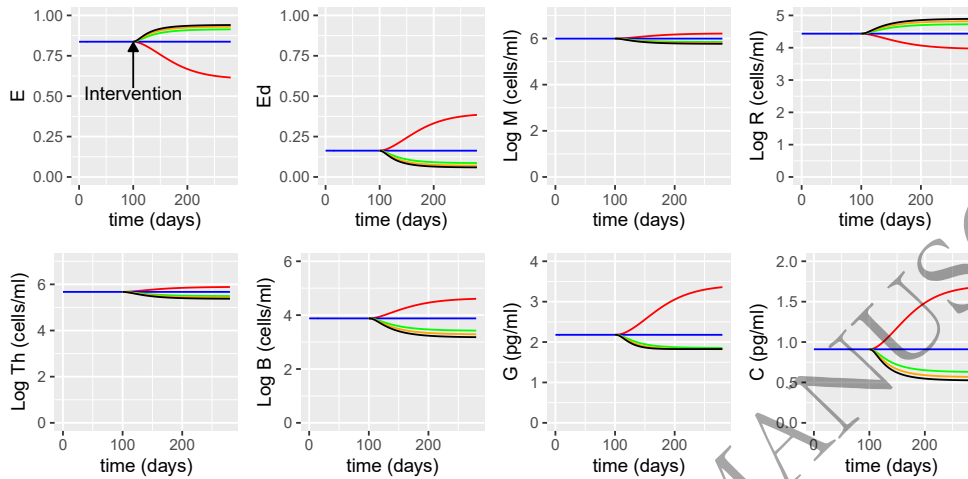 1.00
0.75
0.50
0.25
0.00
E
Intervention
0 100 200
time (days)
1.00
0.75
0.50
0.25
0.00
Ed
0 100 200
time (days)
6
4
2
0
Log M (cells/ml)
0 100 200
time (days)
5
4
3
2
1
0
Log R (cells/ml)
0 100 200
time (days)
6
4
2
0
Log Th (cells/ml)
0 100 200
time (days)
6
4
2
0
Log B (cells/ml)
0 100 200
time (days)
4
3
2
1
0
G (pg/ml)
0 100 200
time (days)
2.0
1.5
1.0
0.5
0.0
C (pg/ml)
0 100 200
time (days)
MANUS